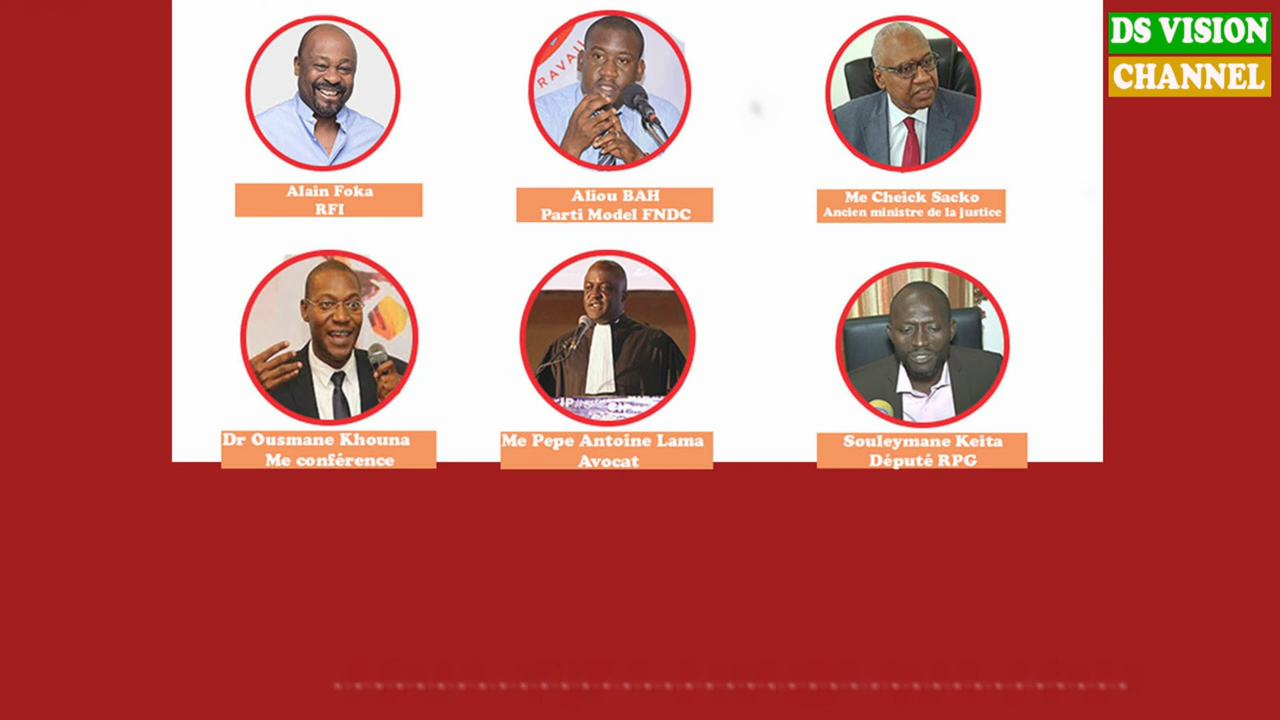 DS VISION
CHANNEL
RAVAIL
Alain Foka
RFI
Aliou BAH
Parti Model FNDC
Me Cheick Sacko
Ancien ministre de la justice
Dr Ousmane Khouna
Me conférence
Me Pepe Antoine Lama
Avocat
Souleymane Keita
Député RPG